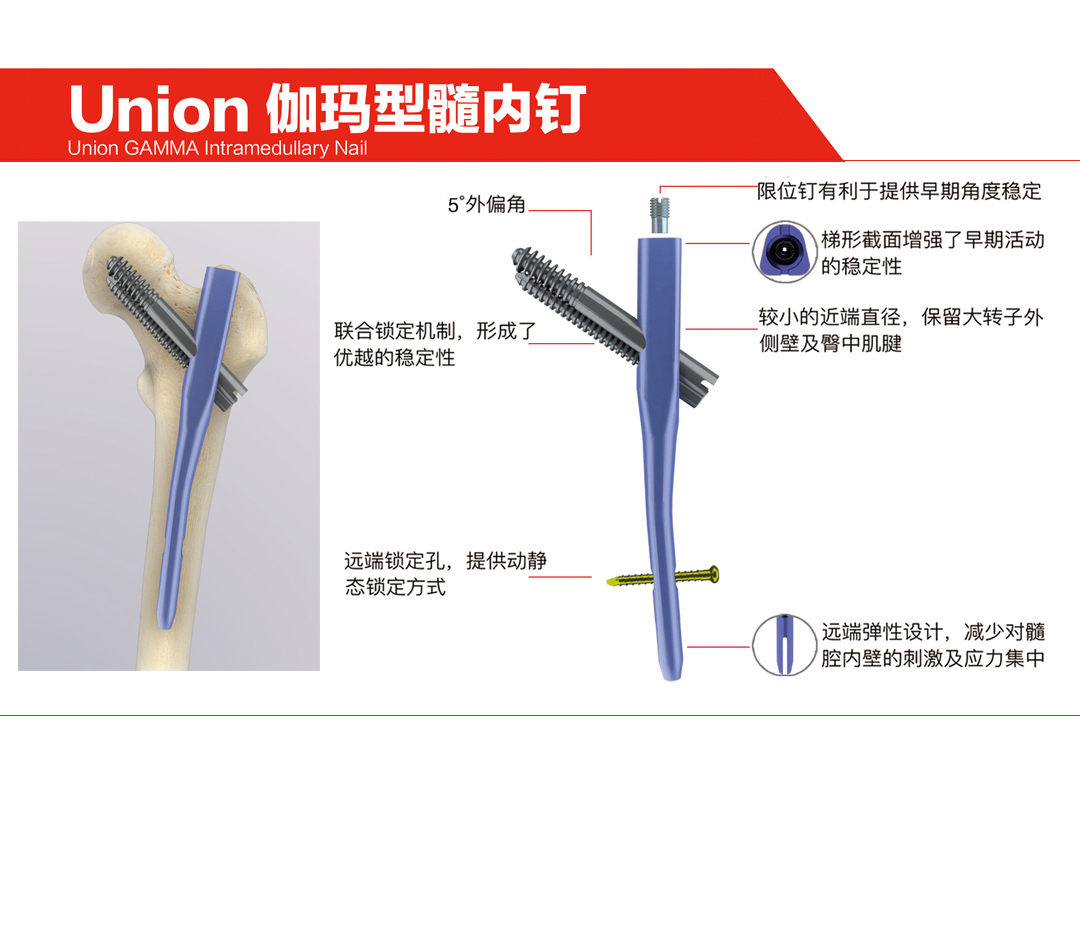 Union 伽玛型髓内钉
Union GAMMA Intramedullary Nail
5°外偏角
限位钉有利于提供早期角度稳定
梯形截面增强了早期活动
的稳定性
联合锁定机制，形成了
优越的稳定性
较小的近端直径，保留大转子外
侧壁及臀中肌腱
远端锁定孔，提供动静
态锁定方式
远端弹性设计，减少对髓
腔内壁的刺激及应力集中